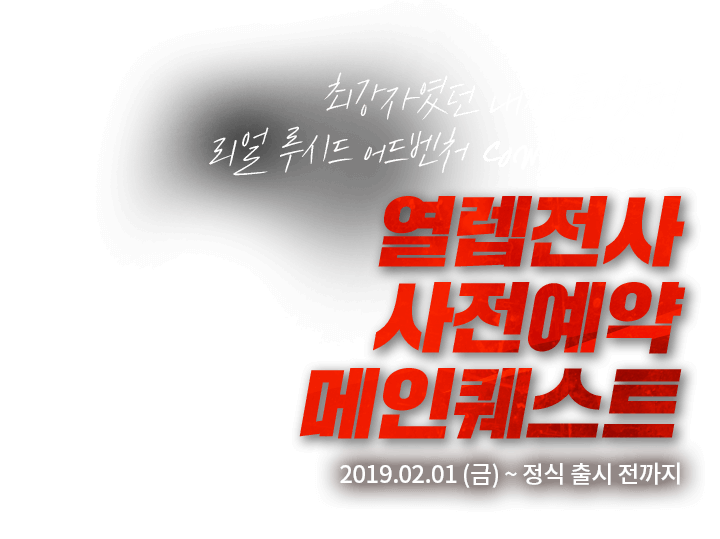 최강자였던
리얼 루시드 어드벤처
열렙전사
사전예약
메인퀘스트
2019.02.01 (금) ~ 정식 출시 전까지